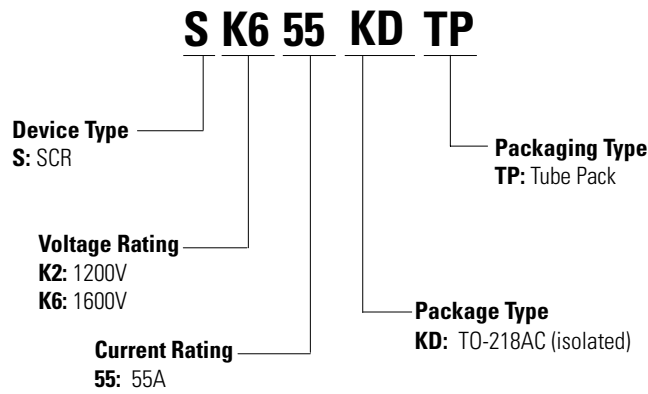 S K6 55 KD TP
Device Type
S: SCR
Packaging Type
TP: Tube Pack
Voltage Rating
K2: 1200V
K6: 1600V
Package Type
KD: TO-218AC (isolated)
Current Rating
55: 55A